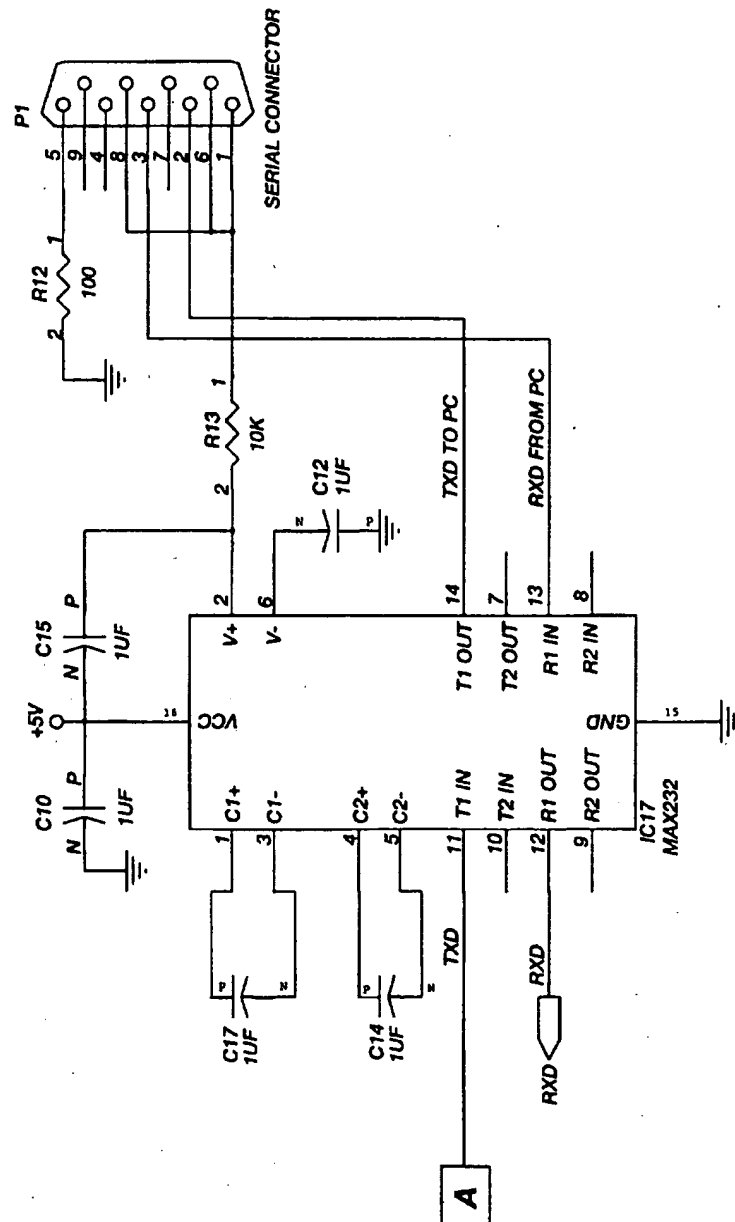 P1
5
9
4
8
3
7
2
6
1
SERIAL CONNECTOR
1
R12
100
2
1
R13
10K
2
C12
1UF
N
P
TXD TO PC
RXD FROM PC
P
C15
1UF
N
+5V
P
C10
1UF
N
2
6
14
7
13
8
V+
V-
T1 OUT
T2 OUT
R1 IN
R2 IN
16
VCC
GND
15
C1+
C1-
C2+
C2-
T1 IN
T2 IN
R1 OUT
R2 OUT
1
3
4
5
11
10
12
9
IC17
MAX232
P
N
C17
1UF
P
N
C14
1UF
TXD
RXD
RXD
A